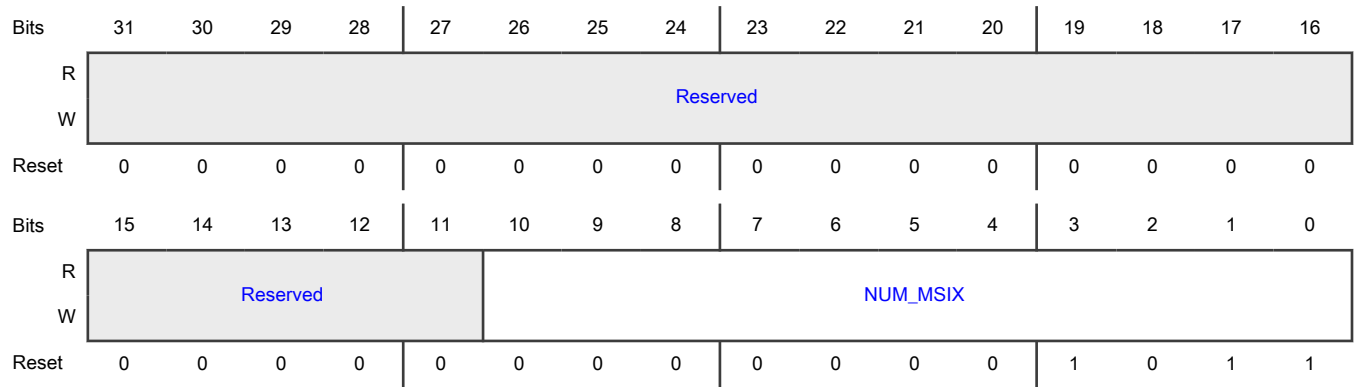 Bits 31 30 29 28 27 26 25 24 23 22 21 20 19 18 17 16
R
Reserved
W
Reset 0 0 0 0 0 0 0 0 0 0 0 0 0 0 0 0
Bits 15 14 13 12 11 10 9 8 7 6 5 4 3 2 1 0
R
Reserved NUM_MSIX
W
Reset 0 0 0 0 0 0 0 0 0 0 0 0 1 0 1 1